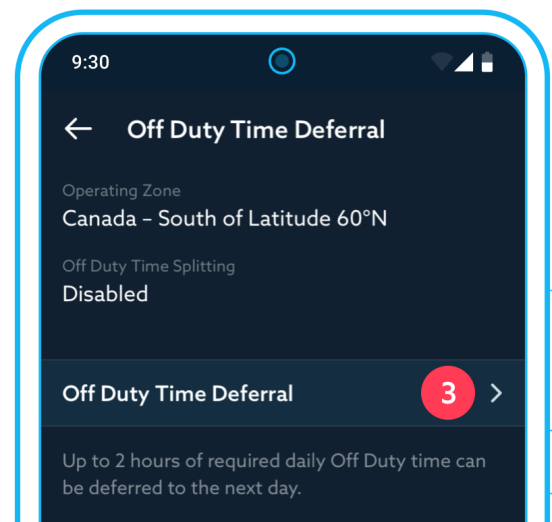 9:30
Off Duty Time Deferral
Operating Zone
Canada – South of Latitude 60°N
Off Duty Time Splitting
Disabled
Off Duty Time Deferral 3
Up to 2 hours of required daily Off Duty time can
be deferred to the next day.